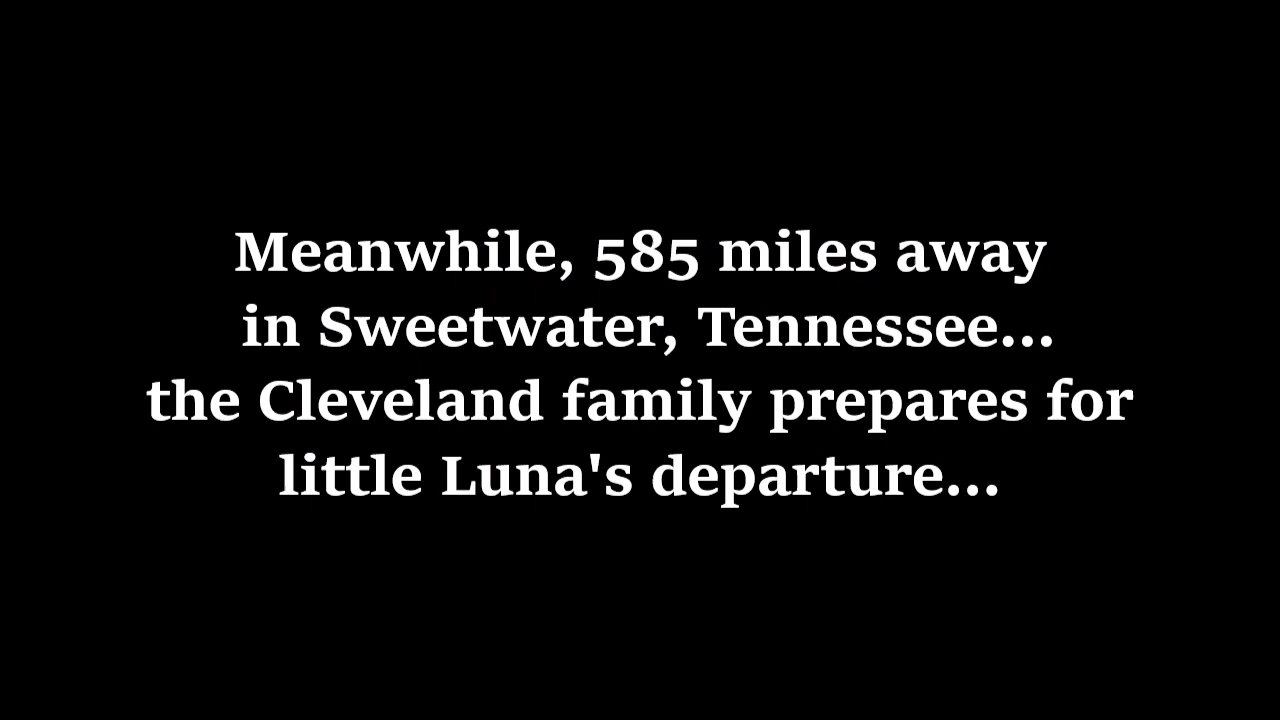 Meanwhile, 585 miles away
in Sweetwater, Tennessee...
the Cleveland family prepares for
little Luna's departure...